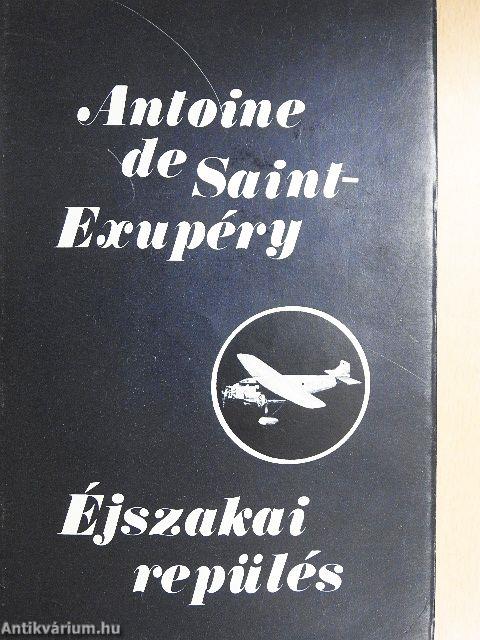 Antoine
de Saint-
Exupéry
Éjszakai
repülés
Antikvárium.hu